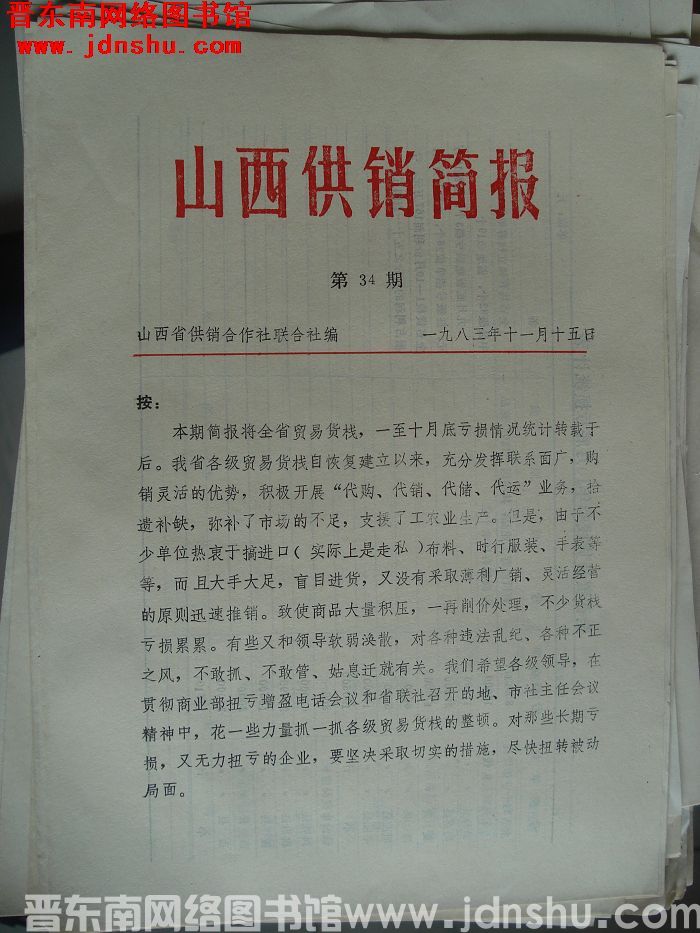 晋东南网络图书馆
www.jdnshu.com
山西供销简报
第34期
山西省供销合作社联合社编 一九八三年十一月十五日
按：
本期简报将全省贸易货栈，一至十月底亏损情况统计转载于
后。我省各级贸易货栈自恢复建立以来，充分发挥联系面广，购
销灵活的优势，积极开展“代购、代销、代储、代运”业务，拾
遗补缺，弥补了市场的不足，支援了工农业生产。但是，由于不
少单位热衷于搞进口（实际上是走私）布料、时行服装、手表等
等，而且大手大足，盲目进货，又没有采取薄利广销、灵活经营
的原则迅速推销。致使商品大量积压，一再削价处理，不少货栈
亏损累累。有些又和领导软弱涣散，对各种违法乱纪、各种不正
之风，不敢抓、不敢管、姑息迁就有关。我们希望各级领导，在
贯彻商业部扭亏增盈电话会议和省联社召开的地、市社主任会议
精神中，花一些力量抓一抓各级贸易货栈的整顿。对那些长期亏
损，又无力扭亏的企业，要坚决采取切实的措施，尽快扭转被动
局面。
晋东南网络图书馆www.jdnshu.com